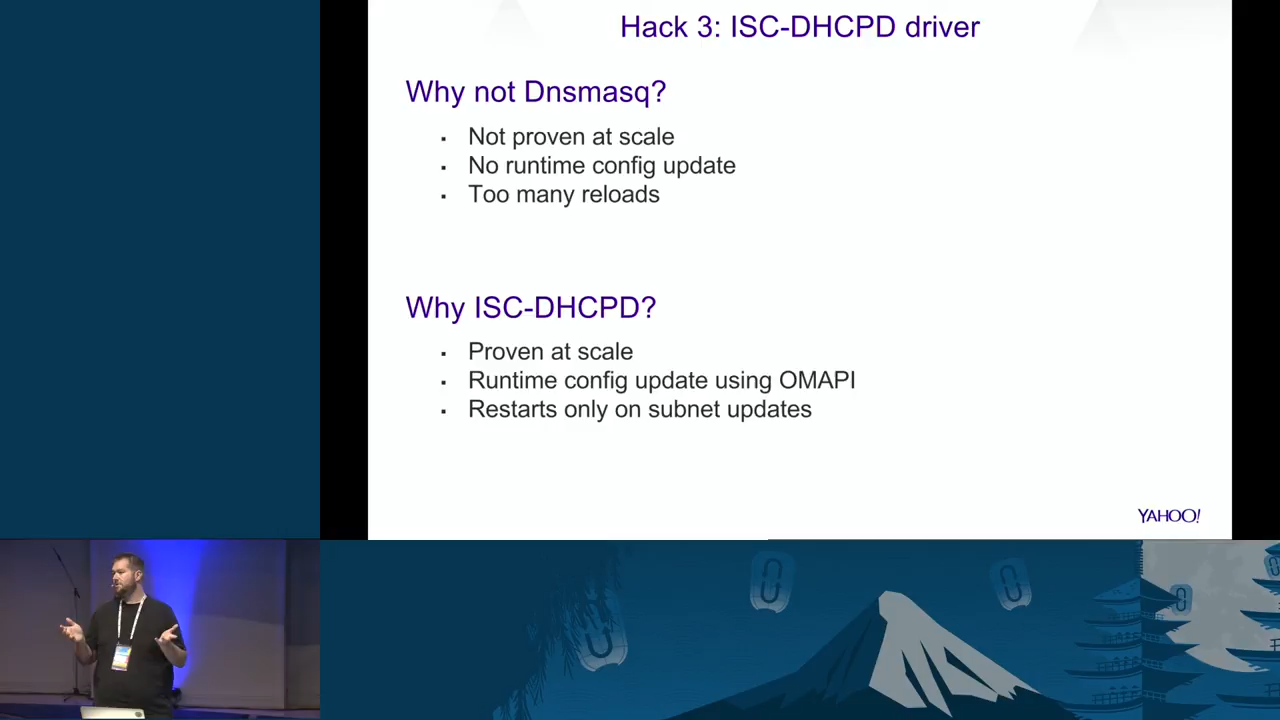 Hack 3: ISC-DHCPD driver
Why not Dnsmasq?
▪ Not proven at scale
▪ No runtime config update
▪ Too many reloads
Why ISC-DHCPD?
▪ Proven at scale
▪ Runtime config update using OMAPI
▪ Restarts only on subnet updates
YAHOO!